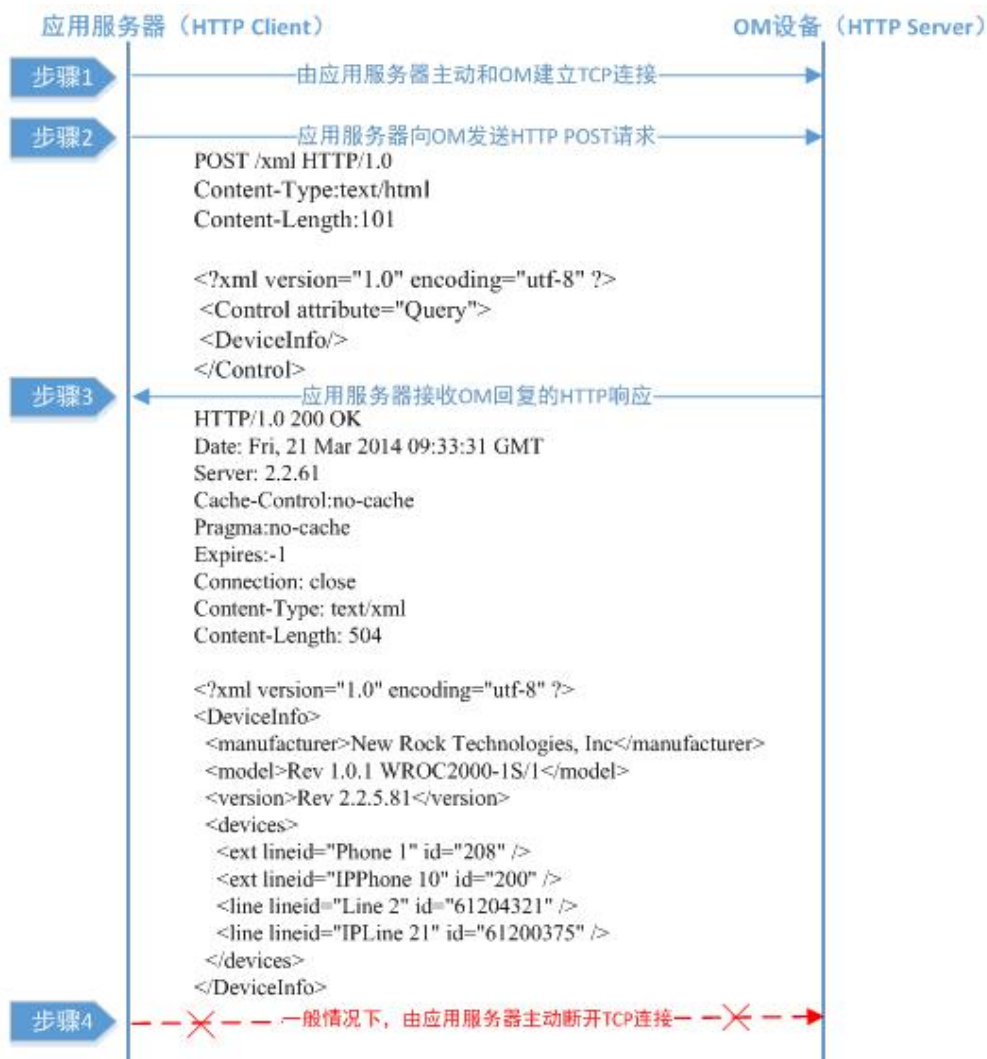 应用服务器（HTTP Client）
OM设备（HTTP Server）
步骤1
由应用服务器主动和OM建立TCP连接
步骤2
应用服务器向OM发送HTTP POST请求
POST /xml HTTP/1.0
Content-Type:text/html
Content-Length:101
<?xml version="1.0" encoding="utf-8" ?>
<Control attribute="Query">
<DeviceInfo/>
</Control>
步骤3
应用服务器接收OM回复的HTTP响应
HTTP/1.0 200 OK
Date: Fri, 21 Mar 2014 09:33:31 GMT
Server: 2.2.61
Cache-Control:no-cache
Pragma:no-cache
Expires:-1
Connection: close
Content-Type: text/xml
Content-Length: 504
<?xml version="1.0" encoding="utf-8" ?>
<DeviceInfo>
<manufacturer>New Rock Technologies, Inc</manufacturer>
<model>Rev 1.0.1 WROC2000-1S/1</model>
<version>Rev 2.2.5.81</version>
<devices>
<ext lineid="Phone 1" id="208" />
<ext lineid="IPPhone 10" id="200" />
<line lineid="Line 2" id="61204321" />
<line lineid="IPLine 21" id="61200375" />
</devices>
</DeviceInfo>
步骤4
一般情况下，由应用服务器主动断开TCP连接